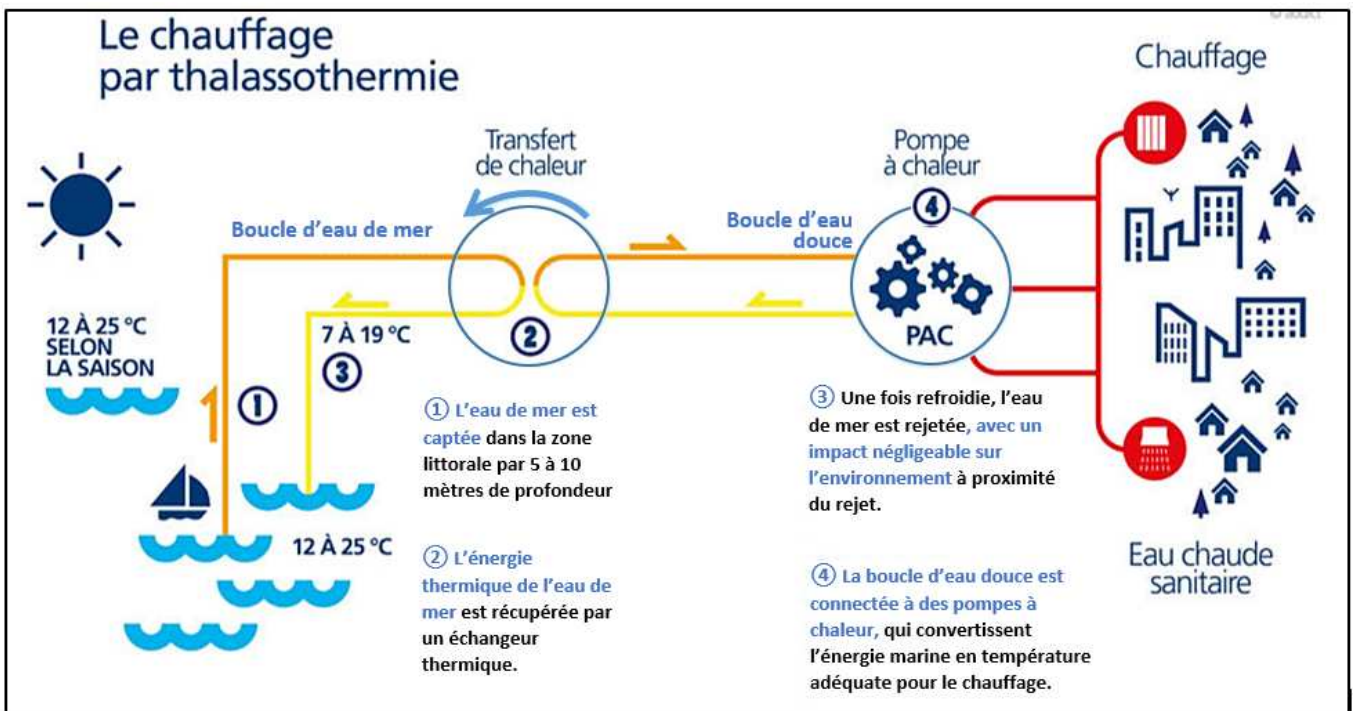 Le chauffage
par thalassothermie
Transfert
de chaleur
Pompe
à chaleur
④
Chauffage
Boucle d'eau de mer
Boucle d'eau
douce
12 À 25 °C
SELON
LA SAISON
①
7 À 19 °C
③
②
PAC
12 À 25 °C
① L'eau de mer est
captée dans la zone
littorale par 5 à 10
mètres de profondeur
② L'énergie
thermique de l'eau de
mer est récupérée par
un échangeur
thermique.
③ Une fois refroidie, l'eau
de mer est rejetée, avec un
impact négligeable sur
l'environnement à proximité
du rejet.
④ La boucle d'eau douce est
connectée à des pompes à
chaleur, qui convertissent
l'énergie marine en température
adéquate pour le chauffage.
Eau chaude
sanitaire